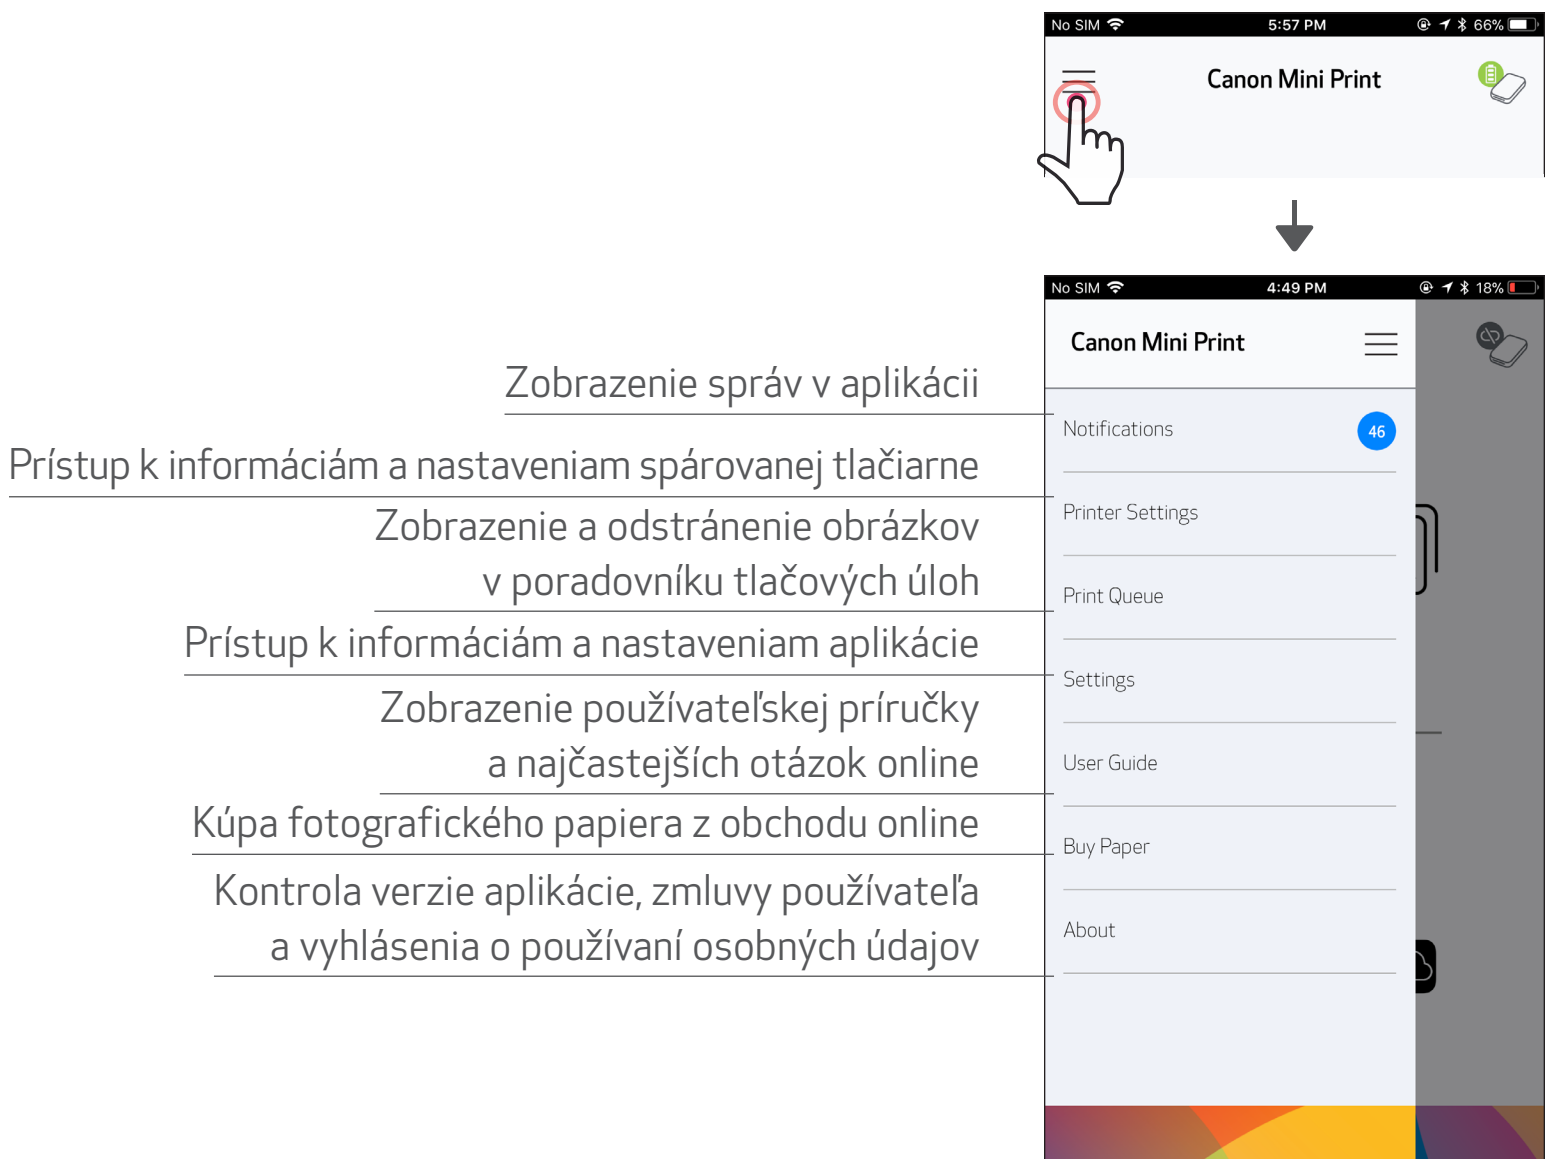 No SIM 5:57 PM 66%
Canon Mini Print
No SIM 4:49 PM 18%
Canon Mini Print
Zobrazenie správ v aplikácii
Notifications 46
Prístup k informáciám a nastaveniam spárovanej tlačiarne
Printer Settings
Zobrazenie a odstránenie obrázkov
v poradovníku tlačových úloh
Print Queue
Prístup k informáciám a nastaveniam aplikácie
Settings
Zobrazenie používateľskej príručky
a najčastejších otázok online
User Guide
Kúpa fotografického papiera z obchodu online
Buy Paper
Kontrola verzie aplikácie, zmluvy používateľa
a vyhlásenia o používaní osobných údajov
About